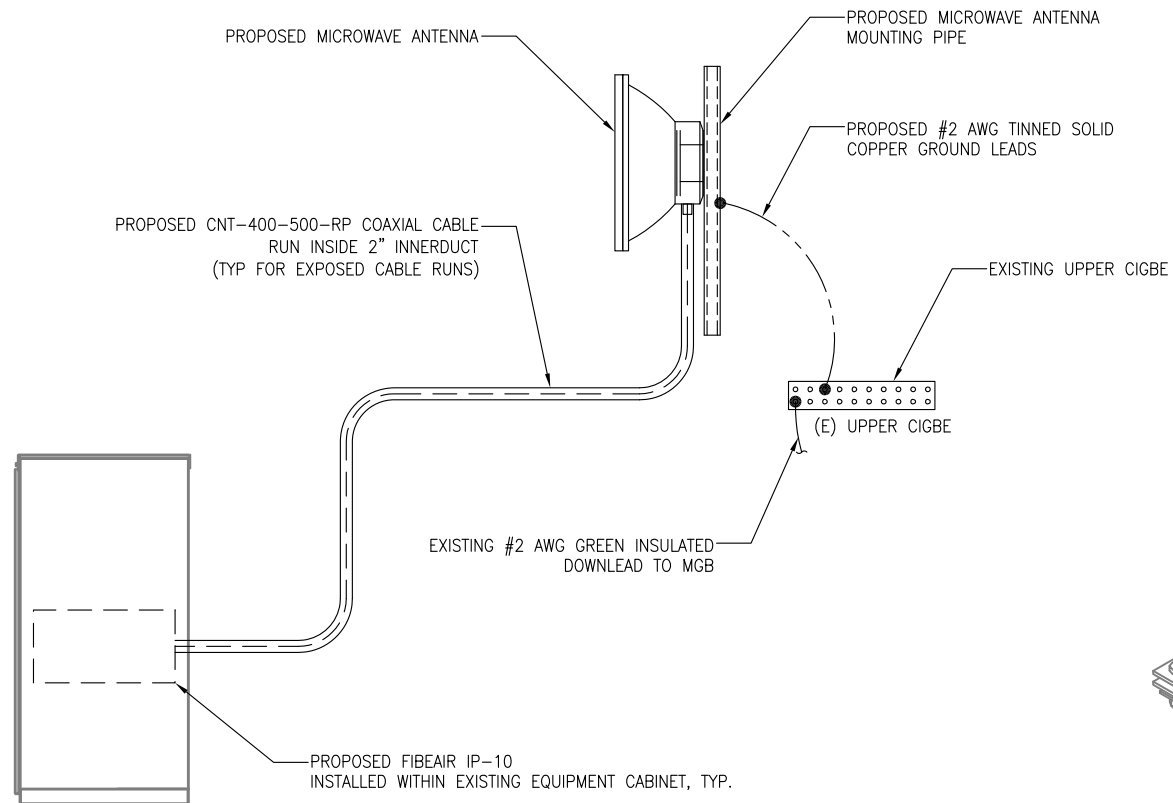 PROPOSED MICROWAVE ANTENNA
PROPOSED MICROWAVE ANTENNA
MOUNTING PIPE
PROPOSED #2 AWG TINNED SOLID
COPPER GROUND LEADS
PROPOSED CNT-400-500-RP COAXIAL CABLE
RUN INSIDE 2" INNERDUCT
(TYP FOR EXPOSED CABLE RUNS)
EXISTING UPPER CIGBE
(E) UPPER CIGBE
EXISTING #2 AWG GREEN INSULATED
DOWNLEAD TO MGB
PROPOSED FIBEAIR IP-10
INSTALLED WITHIN EXISTING EQUIPMENT CABINET, TYP.